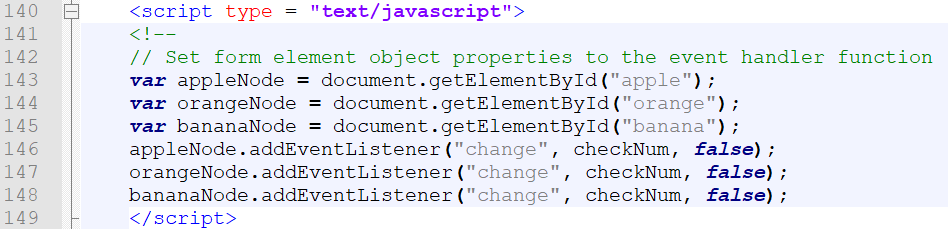 140 <script type = "text/javascript">
141 <!--
142 // Set form element object properties to the event handler function
143 var appleNode = document.getElementById("apple");
144 var orangeNode = document.getElementById("orange");
145 var bananaNode = document.getElementById("banana");
146 appleNode.addEventListener("change", checkNum, false);
147 orangeNode.addEventListener("change", checkNum, false);
148 bananaNode.addEventListener("change", checkNum, false);
149 </script>